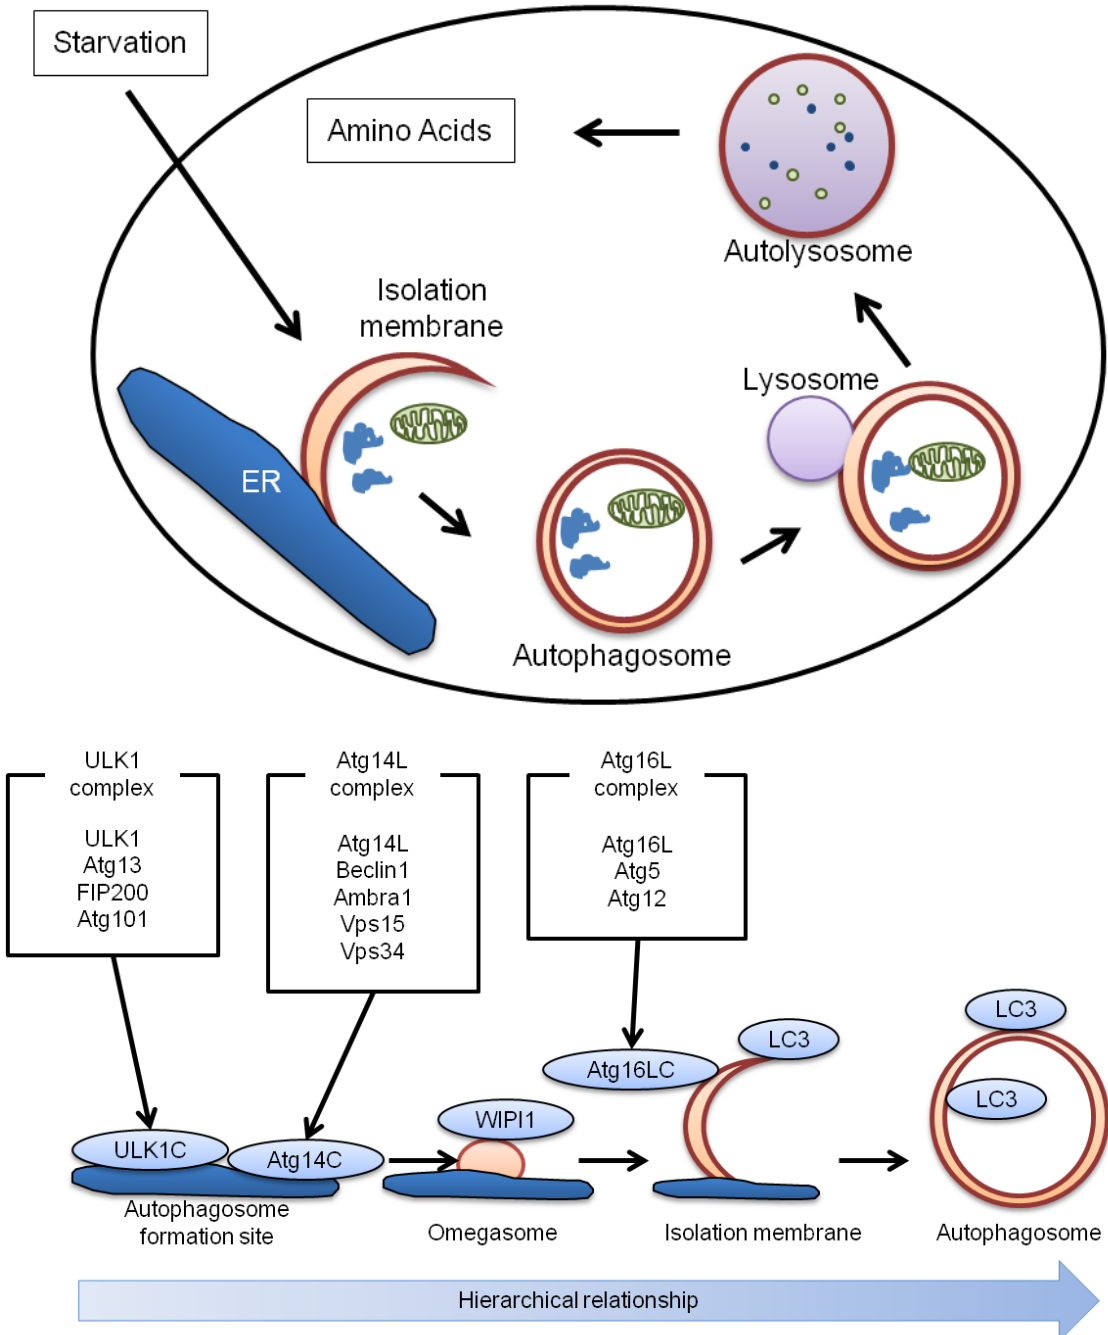 Starvation
Amino Acids
Autolysosome
Isolation
membrane
Lysosome
ER
Autophagosome
ULK1
complex
ULK1
Atg13
FIP200
Atg101
Atg14L
complex
Atg14L
Beclin1
Ambra1
Vps15
Vps34
Atg16L
complex
Atg16L
Atg5
Atg12
ULK1C
Atg14C
WIPI1
Atg16LC
LC3
LC3
LC3
Autophagosome
formation site
Omegasome
Isolation membrane
Autophagosome
Hierarchical relationship